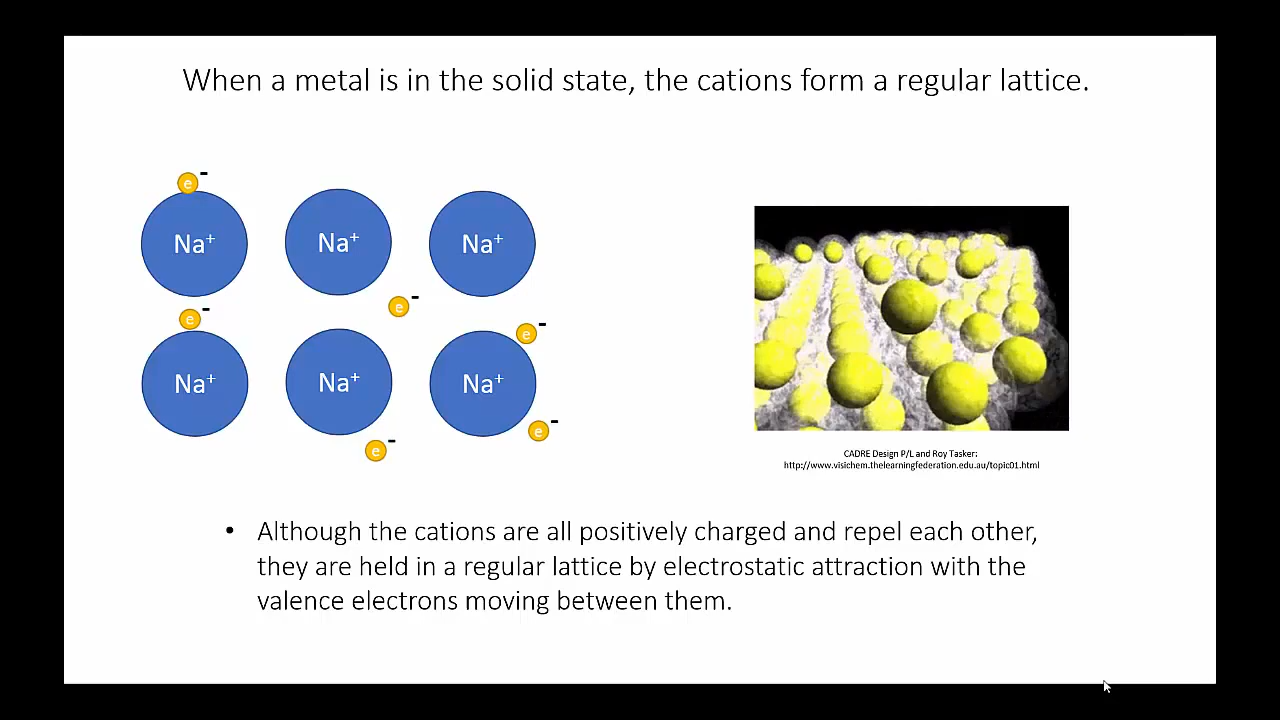 When a metal is in the solid state, the cations form a regular lattice.
e -
Na⁺ Na⁺ Na⁺
e -
e -
e -
Na⁺ Na⁺ Na⁺
e -
e -
CADRE Design P/L and Roy Tasker:
http://www.visichem.thelearningfederation.edu.au/topic01.html
• Although the cations are all positively charged and repel each other,
they are held in a regular lattice by electrostatic attraction with the
valence electrons moving between them.